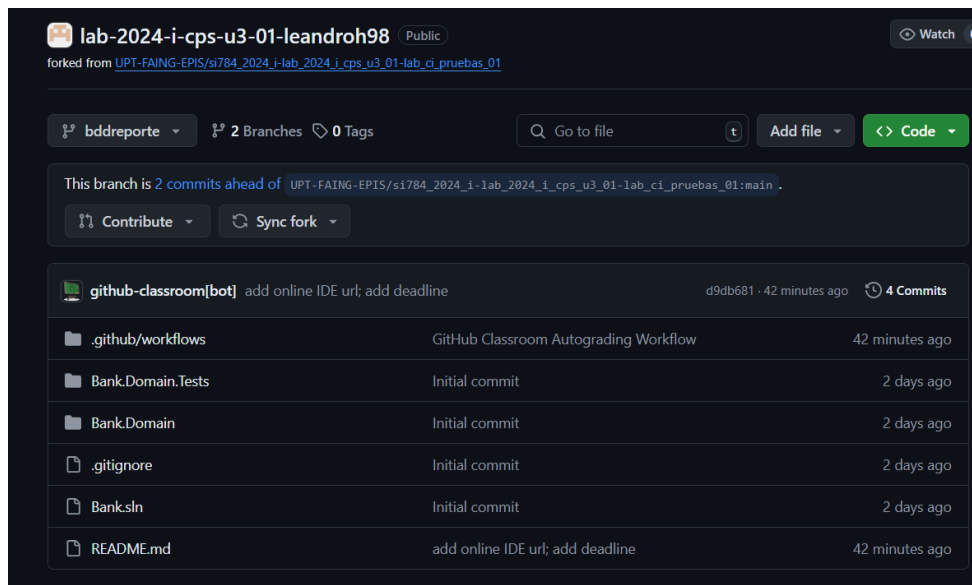 lab-2024-i-cps-u3-01-leandroh98 Public Watch
forked from UPT-FAING-EPIS/si784_2024_i-lab_2024_i_cps_u3_01-lab_ci_pruebas_01
bddreporte 2 Branches 0 Tags Go to file t Add file <> Code
This branch is 2 commits ahead of UPT-FAING-EPIS/si784_2024_i-lab_2024_i_cps_u3_01-lab_ci_pruebas_01:main .
Contribute Sync fork
github-classroom[bot] add online IDE url; add deadline d9db681 · 42 minutes ago 4 Commits
.github/workflows GitHub Classroom Autograding Workflow 42 minutes ago
Bank.Domain.Tests Initial commit 2 days ago
Bank.Domain Initial commit 2 days ago
.gitignore Initial commit 2 days ago
Bank.sln Initial commit 2 days ago
README.md add online IDE url; add deadline 42 minutes ago